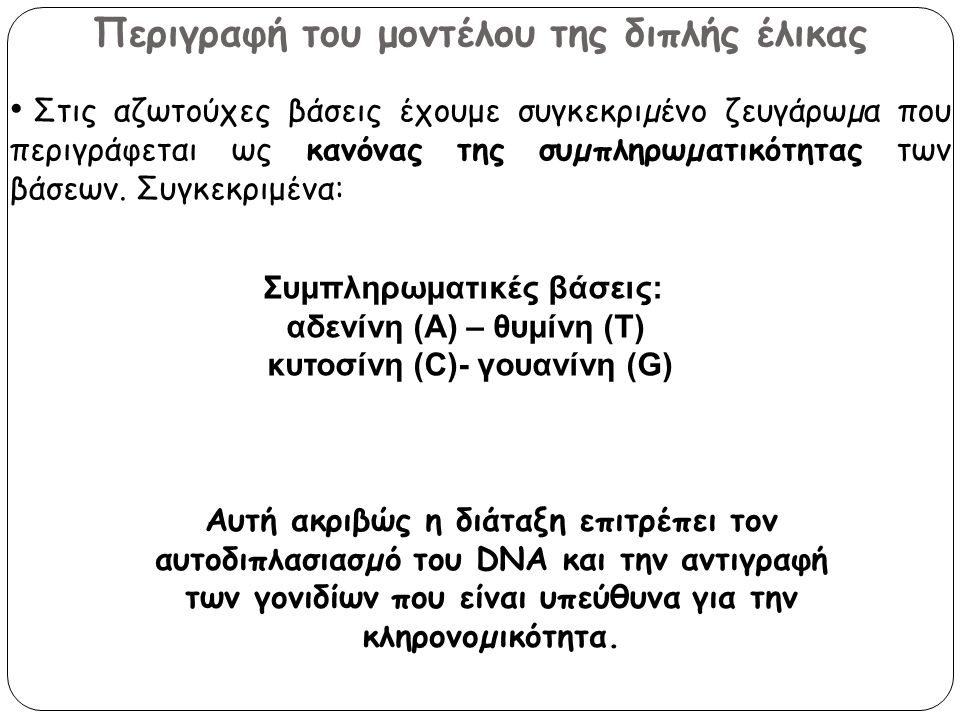 Περιγραφή του μοντέλου της διπλής έλικας
• Στις αζωτούχες βάσεις έχουμε συγκεκριμένο ζευγάρωμα που
περιγράφεται ως κανόνας της συμπληρωματικότητας των
βάσεων. Συγκεκριμένα:
Συμπληρωματικές βάσεις:
αδενίνη (Α) – θυμίνη (Τ)
κυτοσίνη (C)- γουανίνη (G)
Αυτή ακριβώς η διάταξη επιτρέπει τον
αυτοδιπλασιασμό του DNA και την αντιγραφή
των γονιδίων που είναι υπεύθυνα για την
κληρονομικότητα.